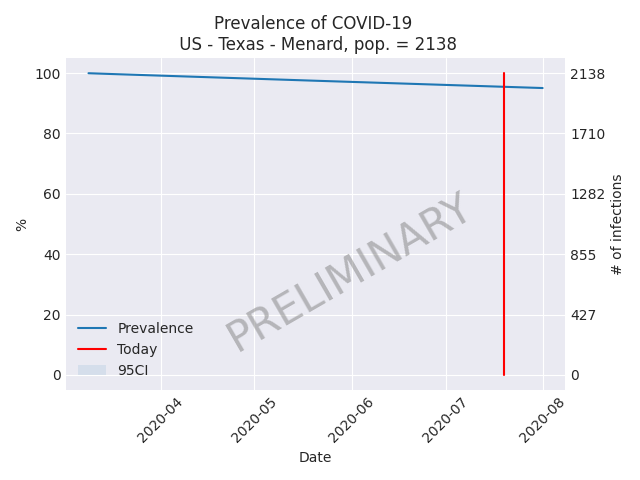 Prevalence of COVID-19
US - Texas - Menard, pop. = 2138
100
80
60
40
20
0
%
2138
1710
1282
855
427
0
# of infections
PRELIMINARY
Prevalence
Today
95CI
2020-04
2020-05
2020-06
2020-07
2020-08
Date